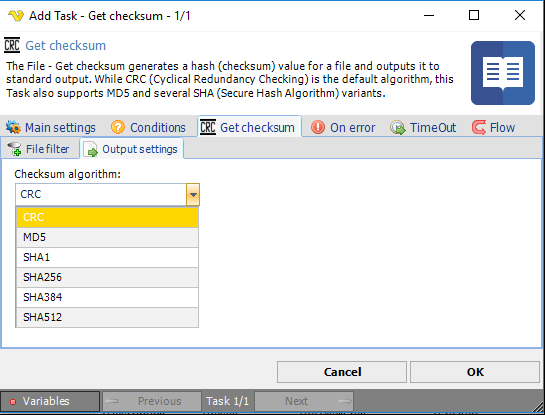 Add Task - Get checksum - 1/1
CRC Get checksum
The File - Get checksum generates a hash (checksum) value for a file and outputs it to
standard output. While CRC (Cyclical Redundancy Checking) is the default algorithm, this
Task also supports MD5 and several SHA (Secure Hash Algorithm) variants.
Main settings Conditions CRC Get checksum On error TimeOut Flow
File filter Output settings
Checksum algorithm:
CRC
CRC
MD5
SHA1
SHA256
SHA384
SHA512
Cancel OK
Variables Previous Task 1/1 Next